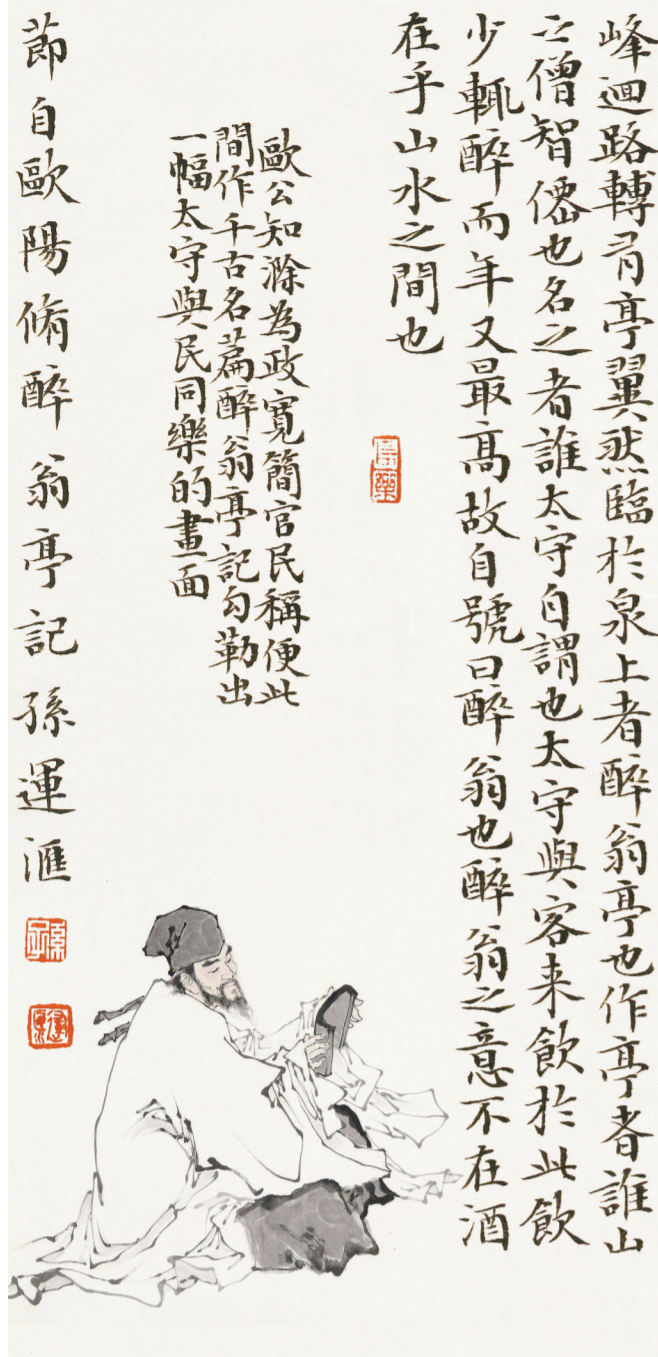 峰迴路轉有亭翼然臨於泉上者醉翁亭也作亭者誰山
之僧智僊也名之者誰太守自謂也太守與客来飲於此飲
少輒醉而年又最高故自號曰醉翁也醉翁之意不在酒
在乎山水之間也
歐公知滁為政寬簡官民稱便此
間作千古名篇醉翁亭記勾勒出
一幅太守與民同樂的畫面
節自歐陽脩醉翁亭記孫運滙